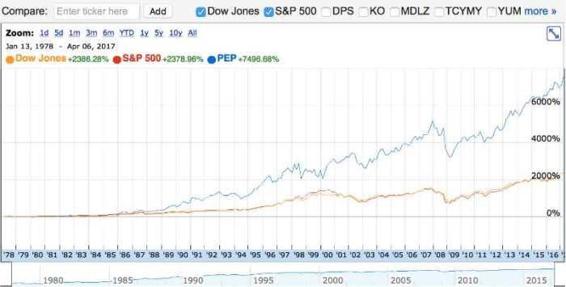 Compare: Enter ticker here Add Dow Jones S&P 500 DPS KO MDLZ TCYMY YUM more »
Zoom: 1d 5d 1m 3m 6m YTD 1y 5y 10y All
Jan 13, 1978 - Apr 06, 2017
Dow Jones +2386.28% S&P 500 +2378.96% PEP +7496.68%
6000%
4000%
2000%
0%
'78 '79 '80 '81 '82 '83 '84 '85 '86 '87 '88 '89 '90 '91 '92 '93 '94 '95 '96 '97 '98 '99 '00 '01 '02 '03 '04 '05 '06 '07 '08 '09 '10 '11 '12 '13 '14 '15 '16
1980 1985 1990 1995 2000 2005 2010 2015